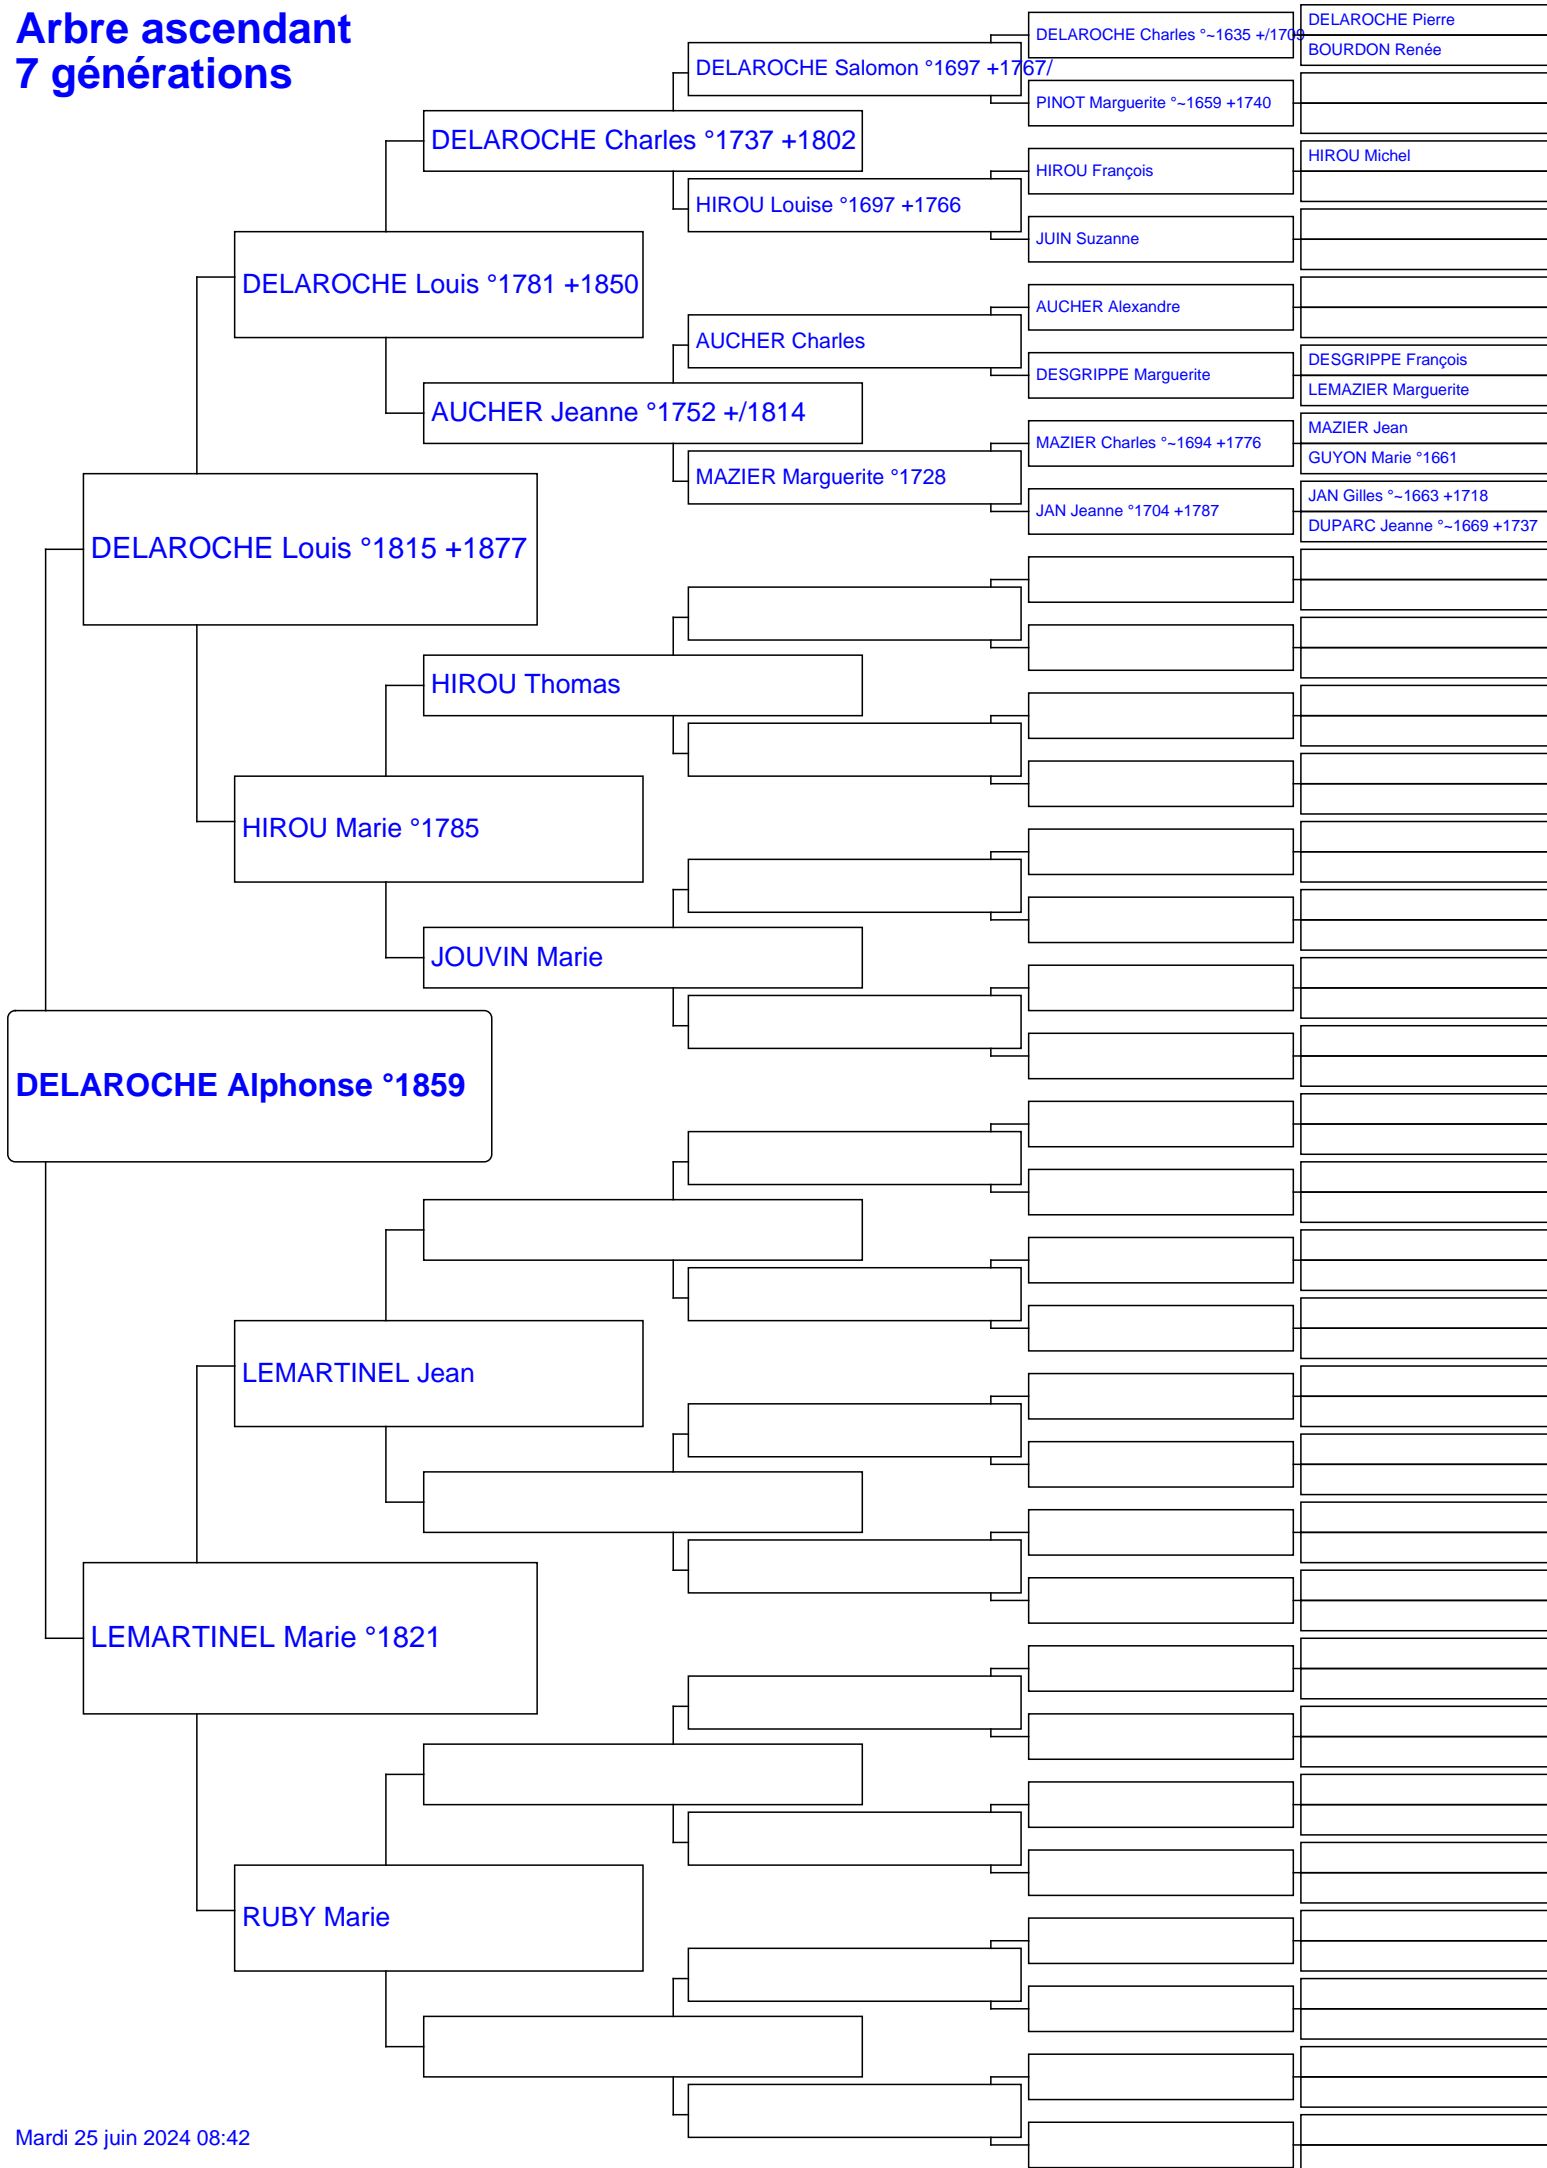 Arbre ascendant
7 générations
DELAROCHE Pierre
DELAROCHE Charles °~1635 +/1709
BOURDON Renée
DELAROCHE Salomon °1697 +1767/
PINOT Marguerite °~1659 +1740
DELAROCHE Charles °1737 +1802
HIROU Michel
HIROU François
HIROU Louise °1697 +1766
JUIN Suzanne
DELAROCHE Louis °1781 +1850
AUCHER Alexandre
AUCHER Charles
DESGRIPPE François
DESGRIPPE Marguerite
LEMAZIER Marguerite
AUCHER Jeanne °1752 +/1814
MAZIER Jean
MAZIER Charles °~1694 +1776
GUYON Marie °1661
MAZIER Marguerite °1728
JAN Gilles °~1663 +1718
JAN Jeanne °1704 +1787
DUPARC Jeanne °~1669 +1737
DELAROCHE Louis °1815 +1877
HIROU Thomas
HIROU Marie °1785
JOUVIN Marie
DELAROCHE Alphonse °1859
LEMARTINEL Jean
LEMARTINEL Marie °1821
RUBY Marie
Mardi 25 juin 2024 08:42